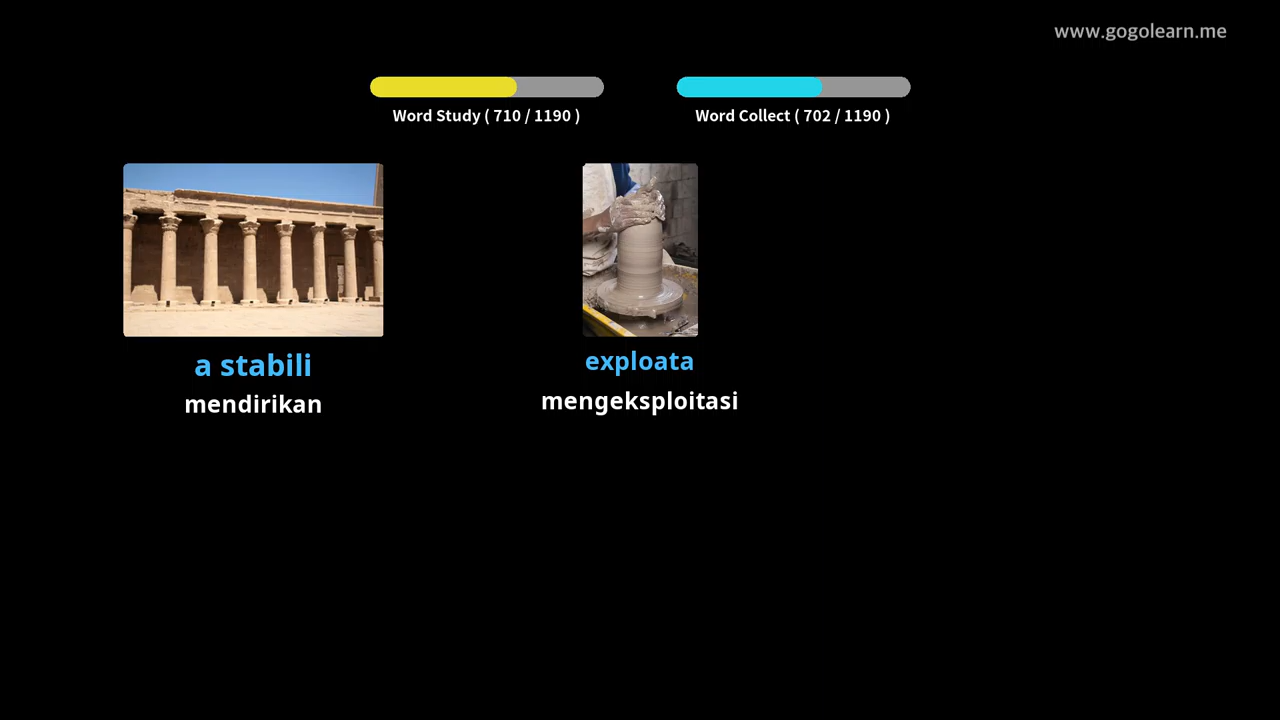 www.gogolearn.me
Word Study ( 710 / 1190 )
Word Collect ( 702 / 1190 )
a stabili
mendirikan
exploata
mengeksploitasi